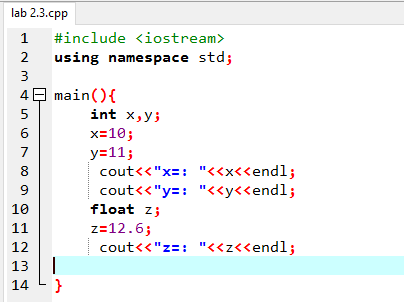 lab 2.3.cpp
1 #include <iostream>
2 using namespace std;
3
4 main(){
5 int x,y;
6 x=10;
7 y=11;
8 cout<<"x=: "<<x<<endl;
9 cout<<"y=: "<<y<<endl;
10 float z;
11 z=12.6;
12 cout<<"z=: "<<z<<endl;
13
14 }